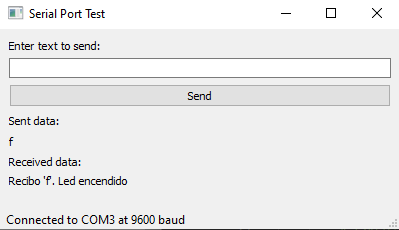 Serial Port Test
Enter text to send:
Send
Sent data:
f
Received data:
Recibo 'f'. Led encendido
Connected to COM3 at 9600 baud